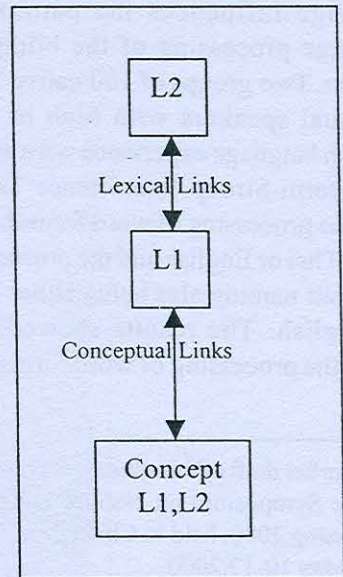 L2
Lexical Links
L1
Conceptual Links
Concept
L1,L2